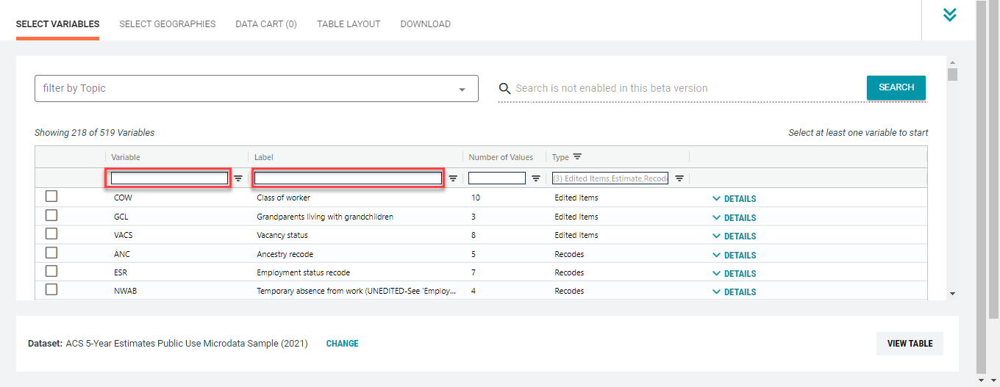 SELECT VARIABLES SELECT GEOGRAPHIES DATA CART (0) TABLE LAYOUT DOWNLOAD
filter by Topic Search is not enabled in this beta version SEARCH
Showing 218 of 519 Variables Select at least one variable to start
Variable Label Number of Values Type
(3) Edited Items,Estimate,Recod
COW Class of worker 10 Edited Items DETAILS
GCL Grandparents living with grandchildren 3 Edited Items DETAILS
VACS Vacancy status 8 Edited Items DETAILS
ANC Ancestry recode 5 Recodes DETAILS
ESR Employment status recode 7 Recodes DETAILS
NWAB Temporary absence from work (UNEDITED-See 'Employ... 4 Recodes DETAILS
Dataset: ACS 5-Year Estimates Public Use Microdata Sample (2021) CHANGE VIEW TABLE